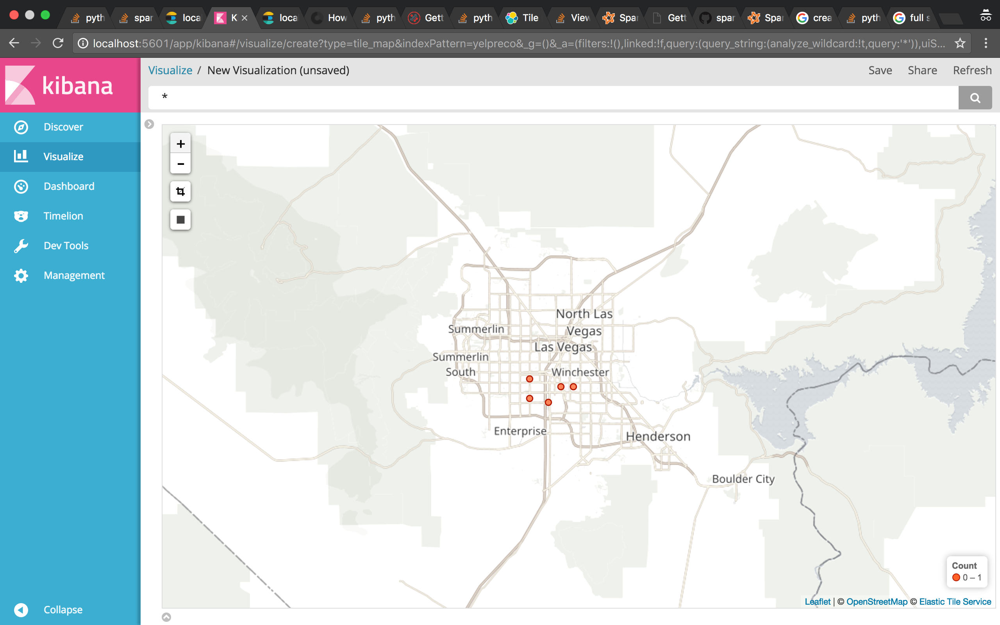 pyth
spar
loca
K
loca
How
pyth
Gett
pyth
Tile
View
Spar
Gett
spar
Spar
crea
pyth
full s
localhost:5601/app/kibana#/visualize/create?type=tile_map&indexPattern=yelpreco&_g=()&_a=(filters:!(),linked:!f,query:(query_string:(analyze_wildcard:!t,query:'*')),uiS...
kibana
Visualize / New Visualization (unsaved)
Save Share Refresh
*
Discover
Visualize
Dashboard
Timelion
Dev Tools
Management
Collapse
+
−
North Las
Vegas
Summerlin
Las Vegas
Summerlin
South
Winchester
Enterprise
Henderson
Boulder City
Count
0 – 1
Leaflet | © OpenStreetMap © Elastic Tile Service